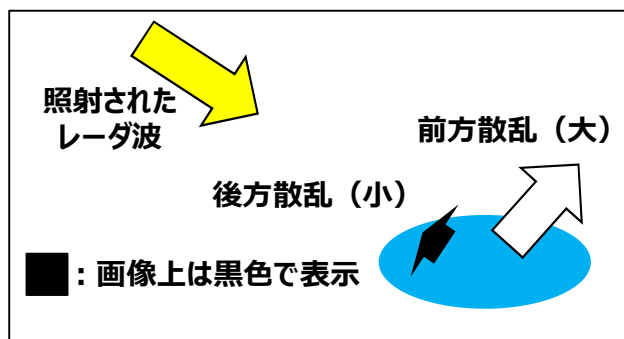 照射された
レーダ波
前方散乱（大）
後方散乱（小）
：画像上は黒色で表示